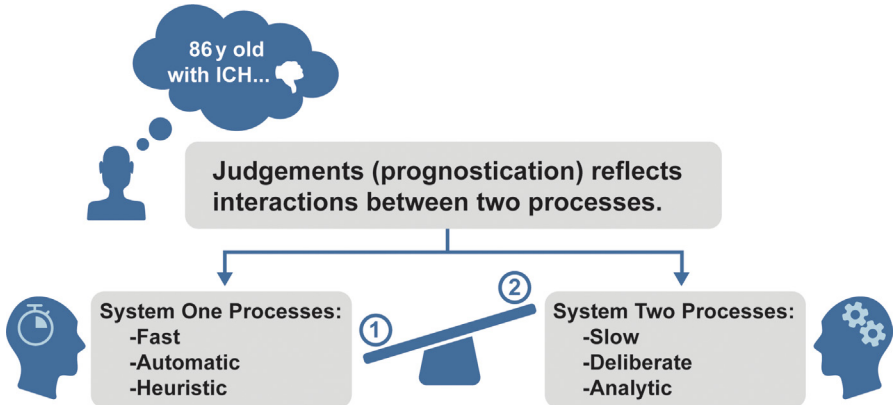 86y old
with ICH...
Judgements (prognostication) reflects
interactions between two processes.
1
2
System One Processes:
-Fast
-Automatic
-Heuristic
System Two Processes:
-Slow
-Deliberate
-Analytic